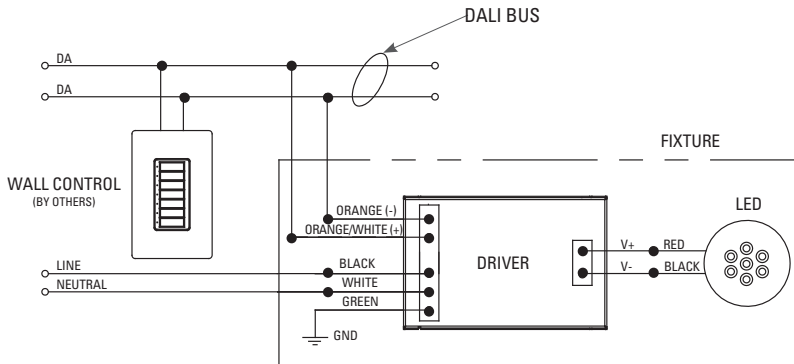 DALI BUS
DA
DA
FIXTURE
WALL CONTROL
(BY OTHERS)
LED
ORANGE (-)
ORANGE/WHITE (+)
V+ RED
DRIVER
LINE
BLACK
V- BLACK
NEUTRAL
WHITE
GREEN
GND